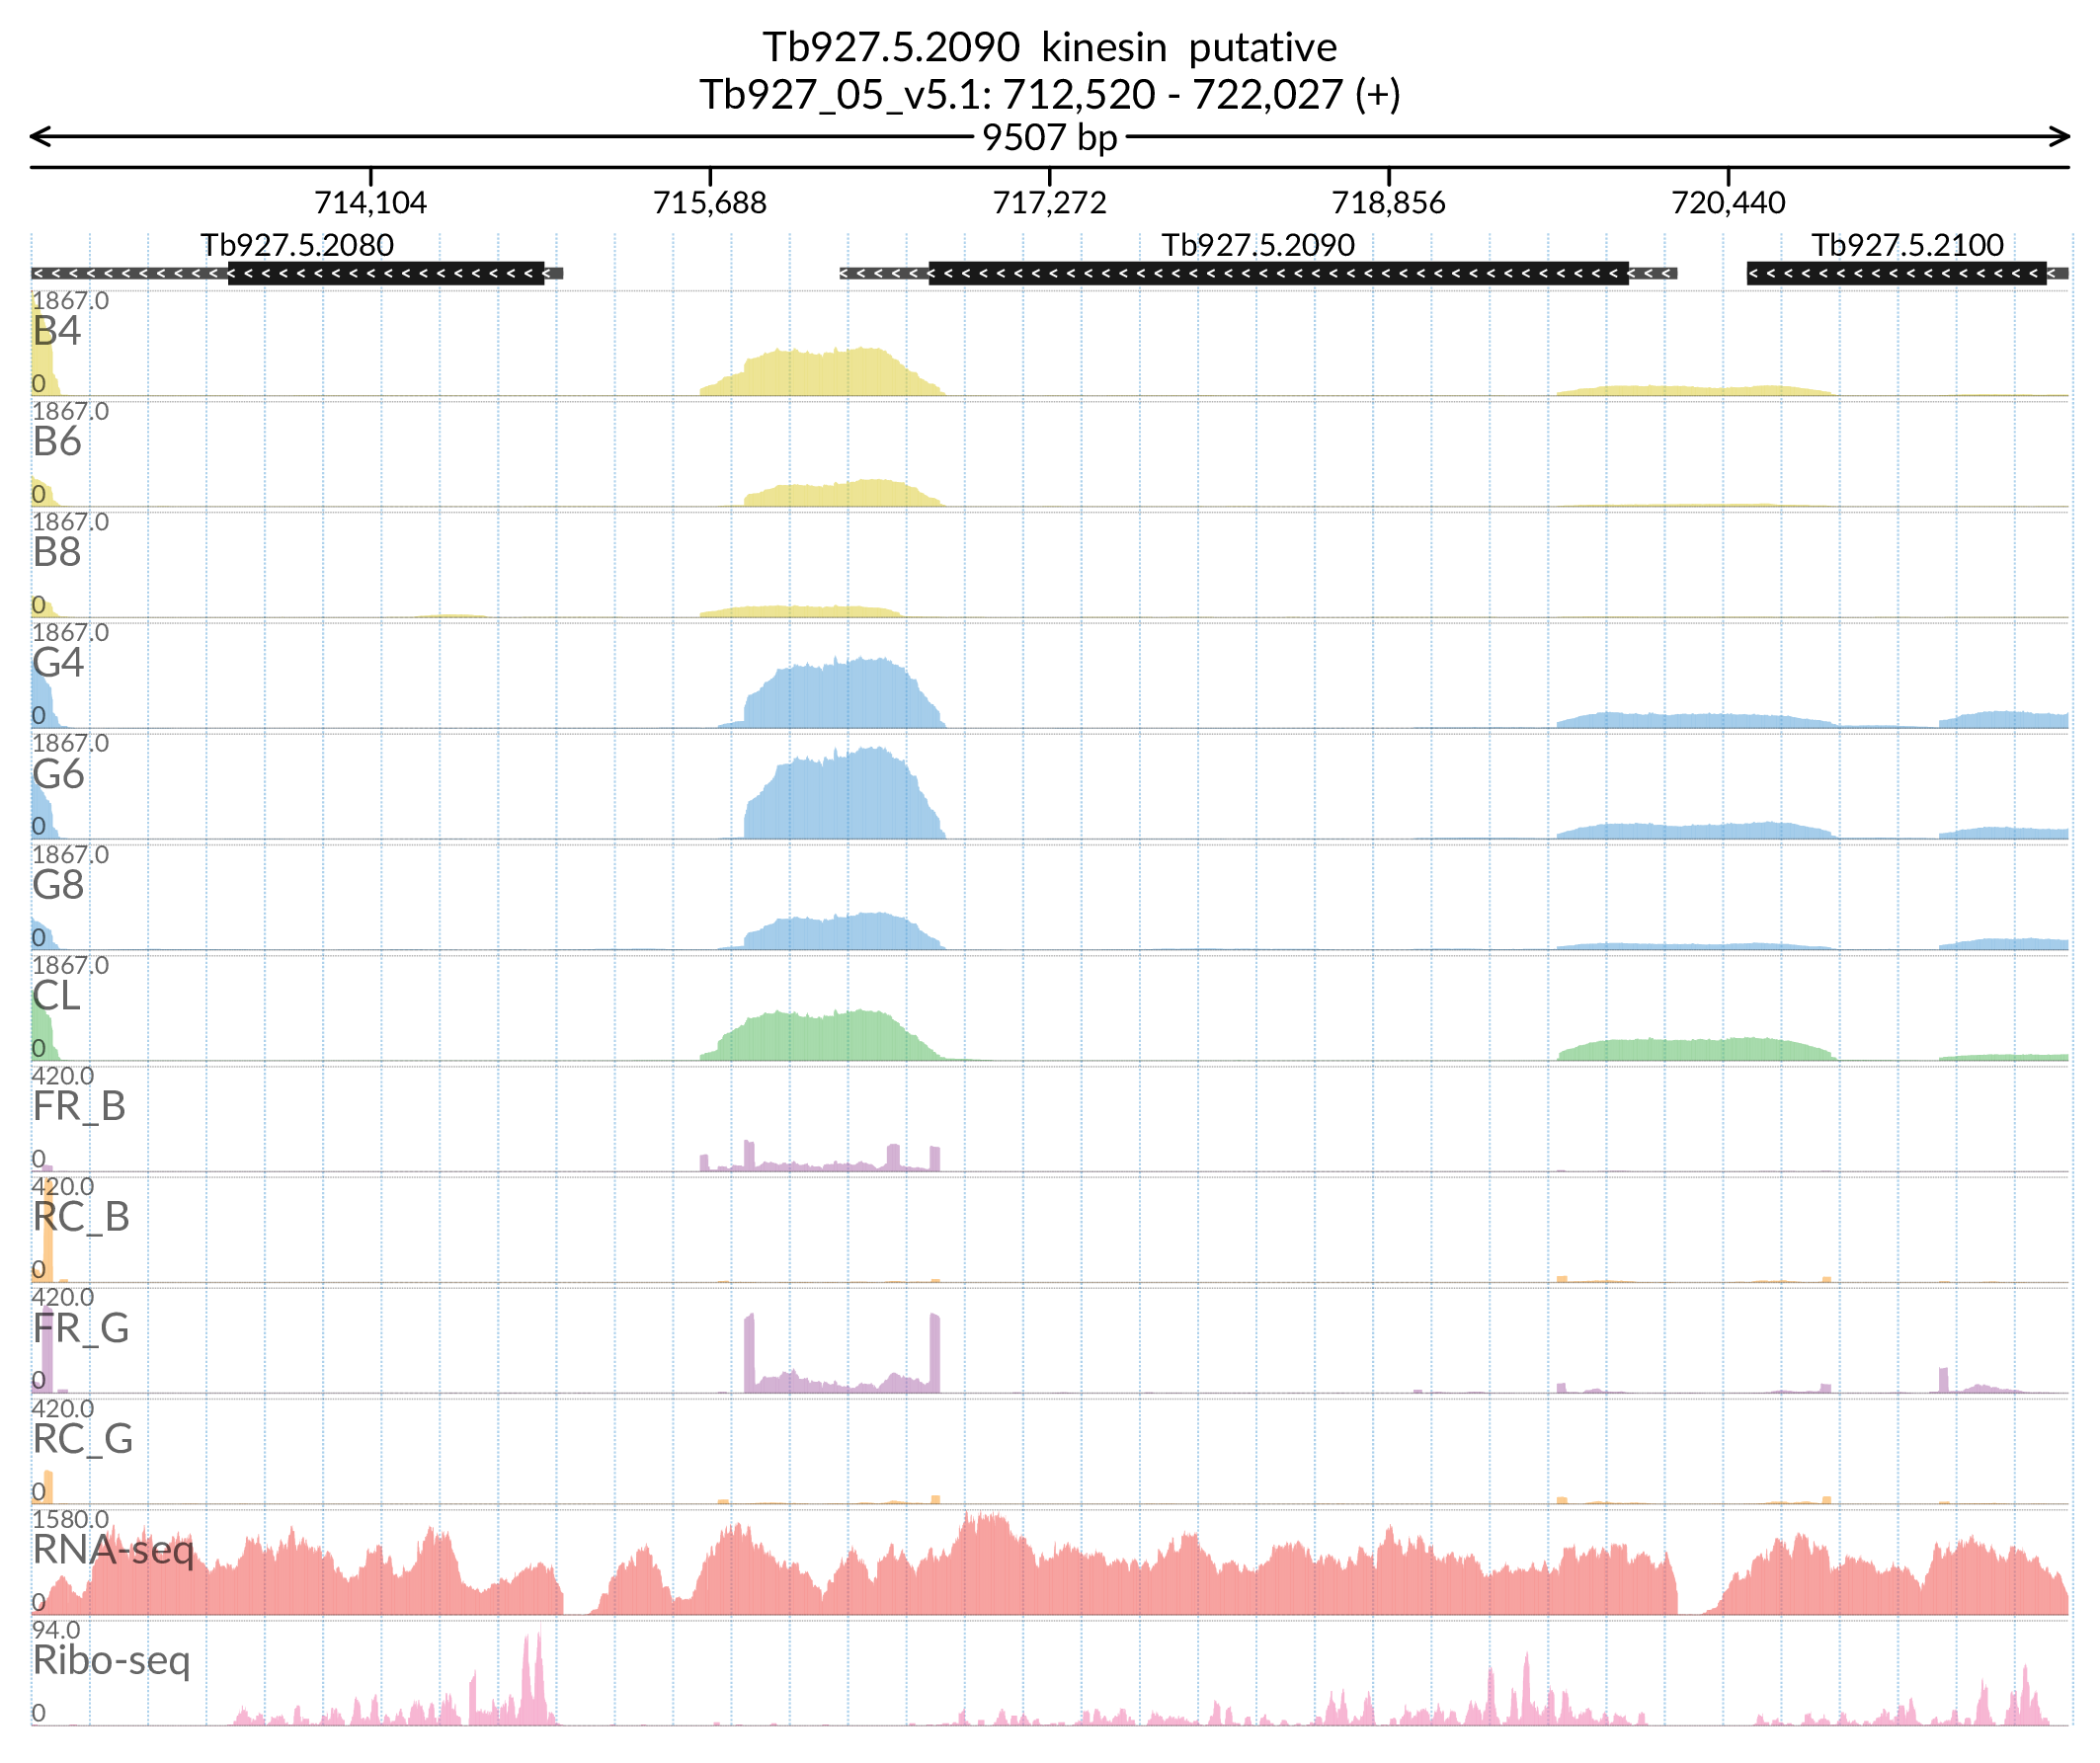 Tb927.5.2090 kinesin putative
Tb927_05_v5.1: 712,520 - 722,027 (+)
9507 bp
714,104 715,688 717,272 718,856 720,440
Tb927.5.2080 Tb927.5.2090 Tb927.5.2100
1867.0
B4
0
1867.0
B6
0
1867.0
B8
0
1867.0
G4
0
1867.0
G6
0
1867.0
G8
0
1867.0
CL
0
420.0
FR_B
0
420.0
RC_B
0
420.0
FR_G
0
420.0
RC_G
0
1580.0
RNA-seq
0
94.0
Ribo-seq
0